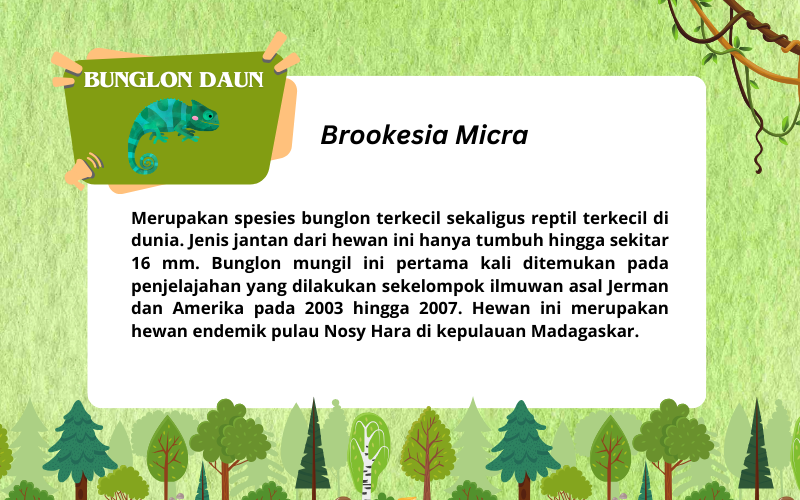 BUNGLON DAUN
Brookesia Micra
Merupakan spesies bunglon terkecil sekaligus reptil terkecil di
dunia. Jenis jantan dari hewan ini hanya tumbuh hingga sekitar
16 mm. Bunglon mungil ini pertama kali ditemukan pada
penjelajahan yang dilakukan sekelompok ilmuwan asal Jerman
dan Amerika pada 2003 hingga 2007. Hewan ini merupakan
hewan endemik pulau Nosy Hara di kepulauan Madagaskar.